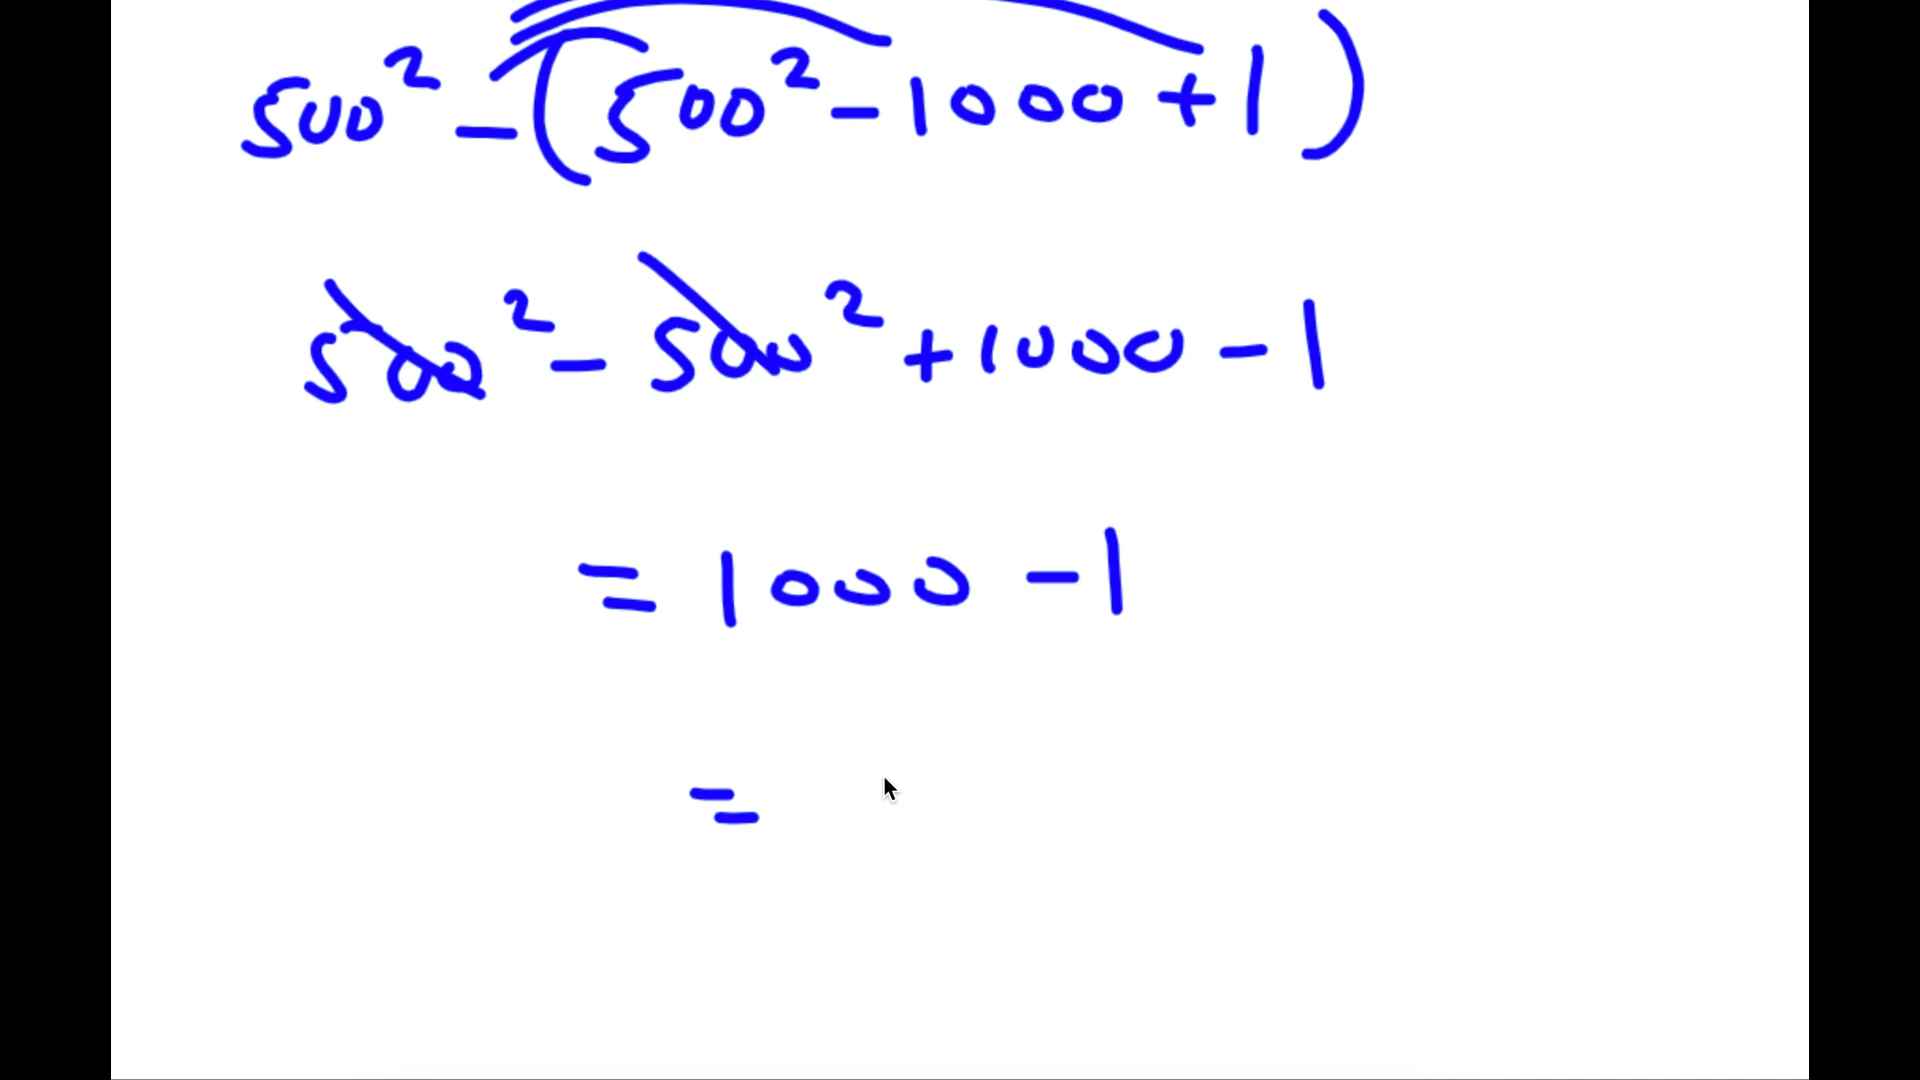 500² - (500² - 1000 + 1)
500² - 500² + 1000 - 1
= 1000 - 1
=